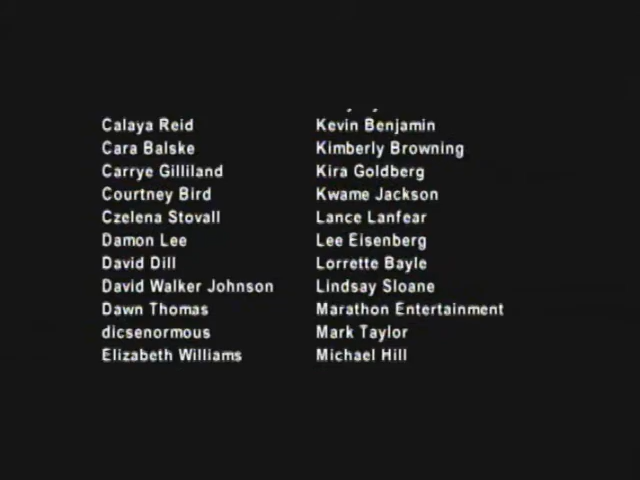 Calaya Reid
Cara Balske
Carrye Gilliland
Courtney Bird
Czelena Stovall
Damon Lee
David Dill
David Walker Johnson
Dawn Thomas
dicsenormous
Elizabeth Williams
Kevin Benjamin
Kimberly Browning
Kira Goldberg
Kwame Jackson
Lance Lanfear
Lee Eisenberg
Lorrette Bayle
Lindsay Sloane
Marathon Entertainment
Mark Taylor
Michael Hill